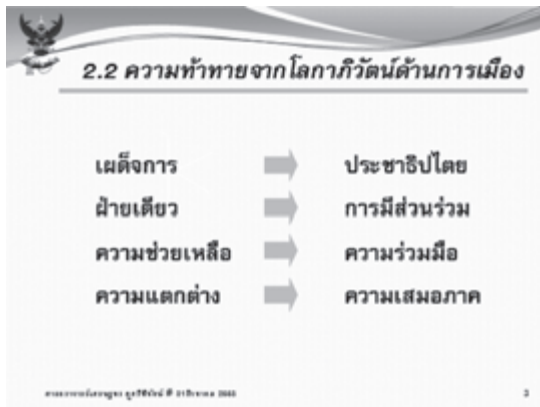 2.2 ความท้าทายจากโลกาภิวัตน์ด้านการเมือง
เผด็จการ ประชาธิปไตย
ฝ่ายเดียว การมีส่วนร่วม
ความช่วยเหลือ ความร่วมมือ
ความแตกต่าง ความเสมอภาค